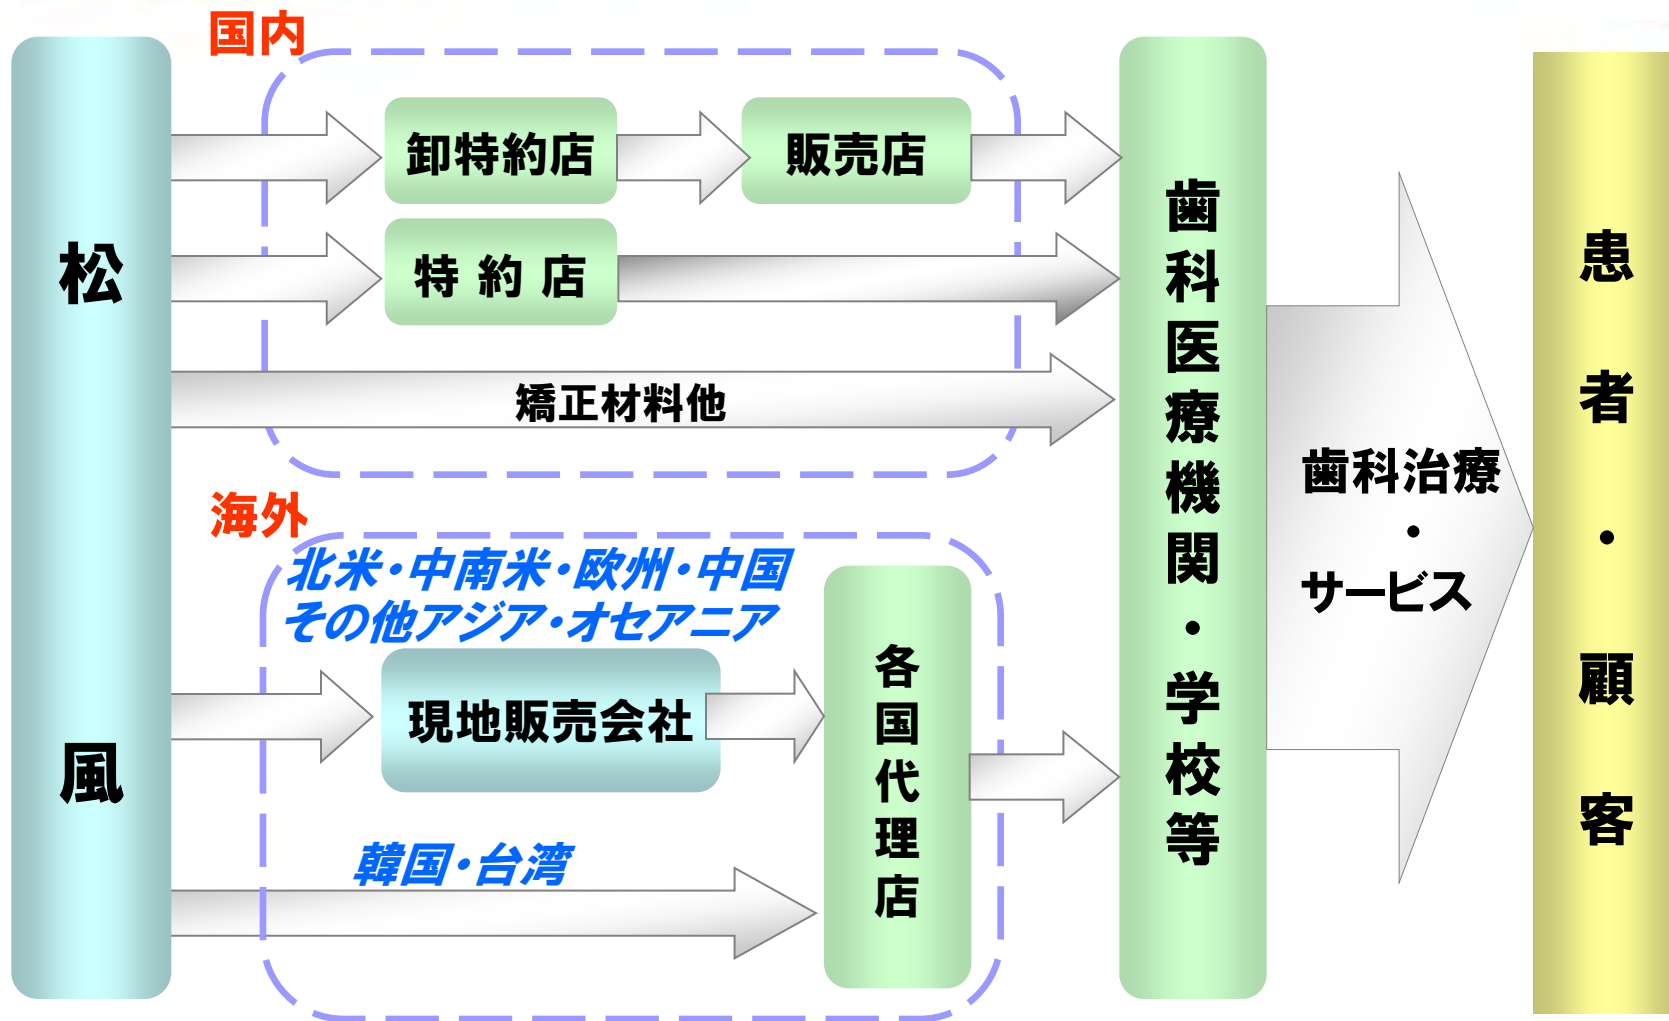 国内
松風
卸特約店
販売店
特約店
矯正材料他
海外
北米・中南米・欧州・中国
その他アジア・オセアニア
現地販売会社
韓国・台湾
各国代理店
歯科医療機関・学校等
歯科治療
・
サービス
患者・顧客